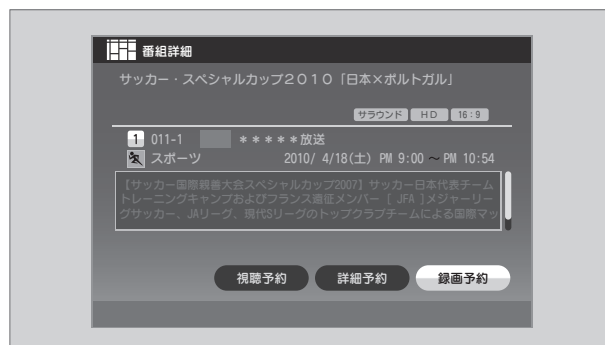 番組詳細
サッカー・スペシャルカップ2010「日本×ポルトガル」
サラウンド HD 16:9
1 011-1 *****放送
スポーツ 2010/ 4/18(土) PM 9:00 ～ PM 10:54
【サッカー国際親善大会スペシャルカップ2007】サッカー日本代表チーム
トレーニングキャンプおよびフランス遠征メンバー [ JFA ]メジャーリー
グサッカー、JAリーグ、現代Sリーグのトップクラブチームによる国際マッ
視聴予約 詳細予約 録画予約